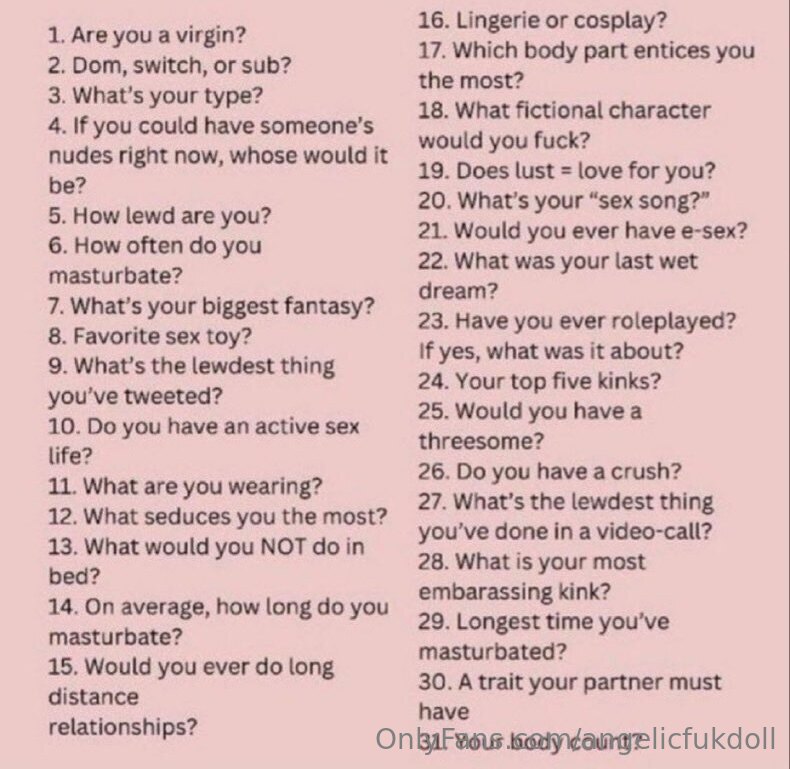 1. Are you a virgin?
2. Dom, switch, or sub?
3. What's your type?
4. If you could have someone's
nudes right now, whose would it
be?
5. How lewd are you?
6. How often do you
masturbate?
7. What's your biggest fantasy?
8. Favorite sex toy?
9. What's the lewdest thing
you've tweeted?
10. Do you have an active sex
life?
11. What are you wearing?
12. What seduces you the most?
13. What would you NOT do in
bed?
14. On average, how long do you
masturbate?
15. Would you ever do long
distance
relationships?
16. Lingerie or cosplay?
17. Which body part entices you
the most?
18. What fictional character
would you fuck?
19. Does lust = love for you?
20. What's your “sex song?”
21. Would you ever have e-sex?
22. What was your last wet
dream?
23. Have you ever roleplayed?
If yes, what was it about?
24. Your top five kinks?
25. Would you have a
threesome?
26. Do you have a crush?
27. What's the lewdest thing
you've done in a video-call?
28. What is your most
embarassing kink?
29. Longest time you've
masturbated?
30. A trait your partner must
have
31. Your body count?
OnlyFans.com/angelicfukdoll